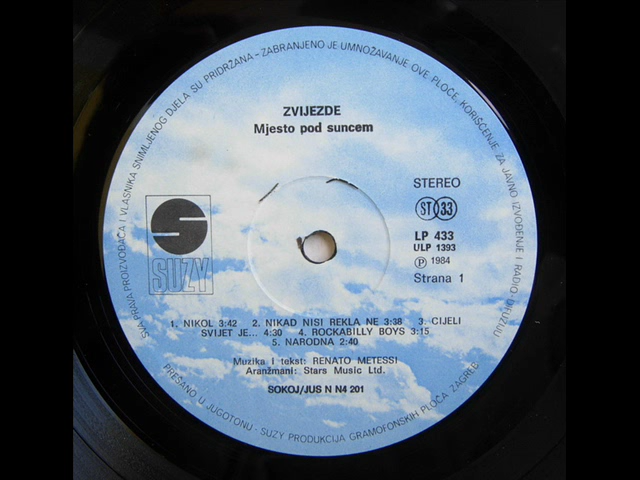 SVA PRAVA PROIZVOĐAČA I VLASNIKA SNIMLJENOG DJELA SU PRIDRŽANA - ZABRANJENO JE UMNOŽAVANJE OVE PLOČE, KORIŠĆENJE ZA JAVNO IZVOĐENJE I RADIO-DIFUZIJU
ZVIJEZDE
Mjesto pod suncem
STEREO
ST 33
LP 433
ULP 1393
Ⓟ 1984
Strana 1
S
SUZY
1. NIKOL 3:42 2. NIKAD NISI REKLA NE 3:38 3. CIJELI
SVIJET JE... 4:30 4. ROCKABILLY BOYS 3:15
5. NARODNA 2:40
Muzika i tekst: RENATO METESSI
Aranžmani: Stars Music Ltd.
SOKOJ/JUS N N4 201
PRESANO U JUGOTONU - SUZY PRODUKCIJA GRAMOFONSKIH PLOČA ZAGREB